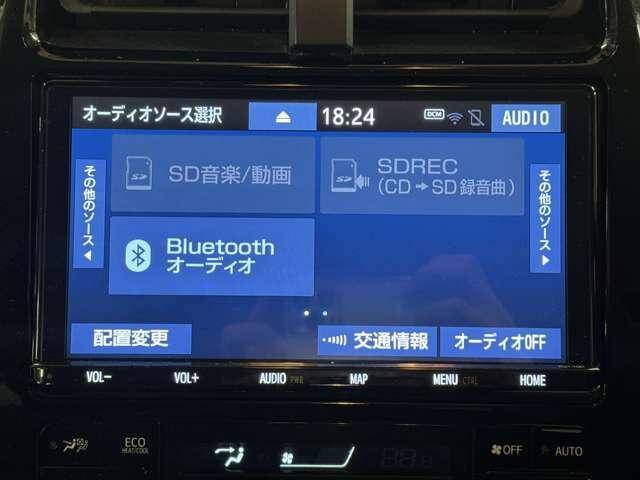 オーディオソース選択
18:24
DCM
AUDIO
その他のソース
SD
SD音楽/動画
SD
SDREC
(CD➔SD録音曲)
その他のソース
Bluetooth
オーディオ
配置変更
交通情報
オーディオOFF
VOL−
VOL+
AUDIO PWR
MAP
MENU CTRL
HOME
ECO
HEAT/COOL
OFF
AUTO